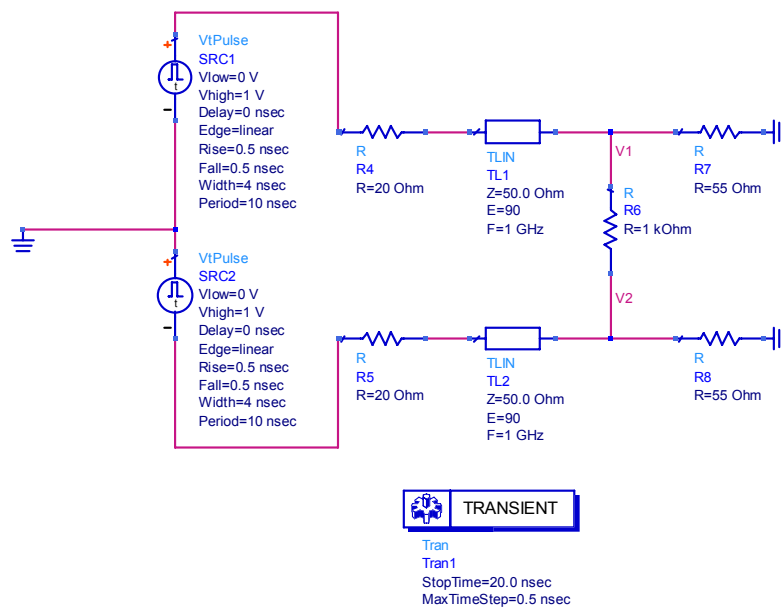 VtPulse
SRC1
Vlow=0 V
Vhigh=1 V
Delay=0 nsec
Edge=linear
Rise=0.5 nsec
Fall=0.5 nsec
Width=4 nsec
Period=10 nsec
+
t
–
R
R4
R=20 Ohm
TLIN
TL1
Z=50.0 Ohm
E=90
F=1 GHz
V1
R
R7
R=55 Ohm
R
R6
R=1 kOhm
VtPulse
SRC2
Vlow=0 V
Vhigh=1 V
Delay=0 nsec
Edge=linear
Rise=0.5 nsec
Fall=0.5 nsec
Width=4 nsec
Period=10 nsec
+
t
–
V2
R
R5
R=20 Ohm
TLIN
TL2
Z=50.0 Ohm
E=90
F=1 GHz
R
R8
R=55 Ohm
TRANSIENT
Tran
Tran1
StopTime=20.0 nsec
MaxTimeStep=0.5 nsec